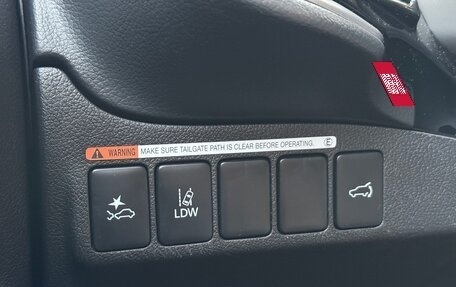 WARNING MAKE SURE TAILGATE PATH IS CLEAR BEFORE OPERATING. E
LDW